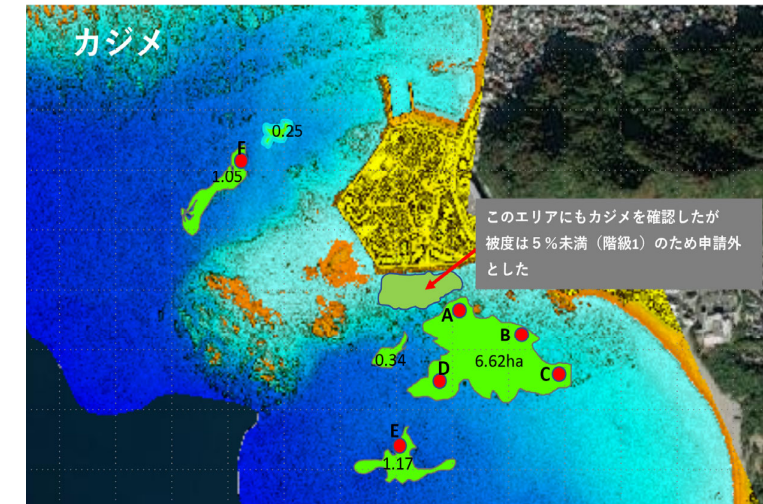 カジメ
0.25
F
1.05
このエリアにもカジメを確認したが
被度は５％未満（階級1）のため申請外
とした
A
B
0.34
6.62ha
D
C
E
1.17